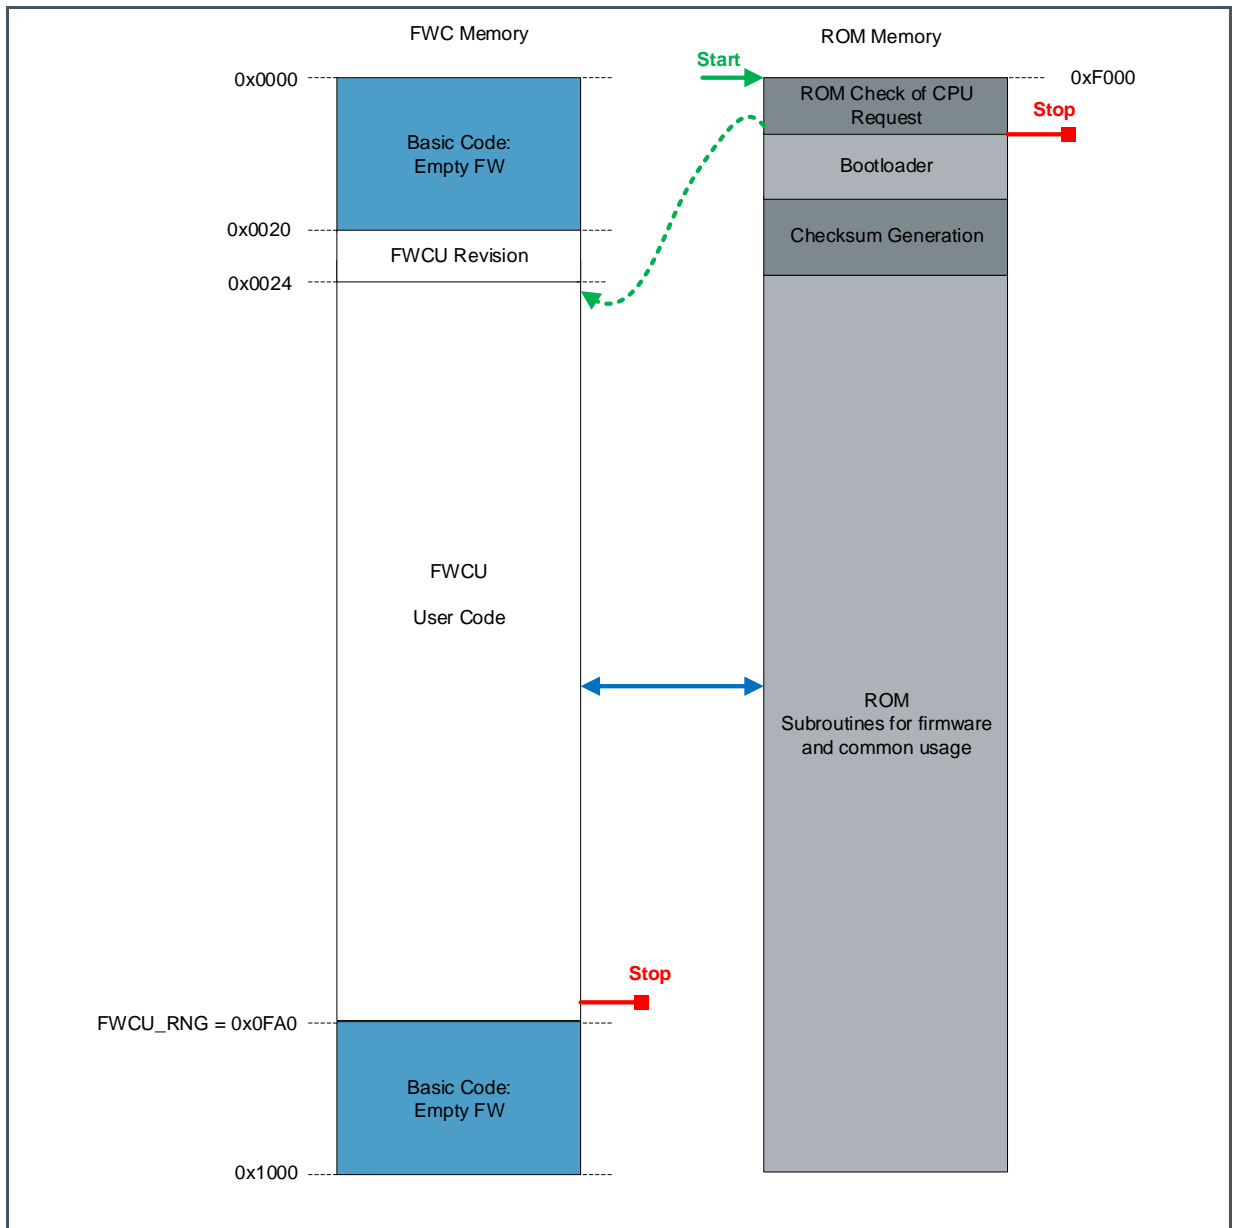 FWC Memory
ROM Memory
Start
0x0000
0xF000
ROM Check of CPU
Request
Stop
Basic Code:
Empty FW
Bootloader
0x0020
Checksum Generation
FWCU Revision
0x0024
FWCU
User Code
ROM
Subroutines for firmware
and common usage
Stop
FWCU_RNG = 0x0FA0
Basic Code:
Empty FW
0x1000